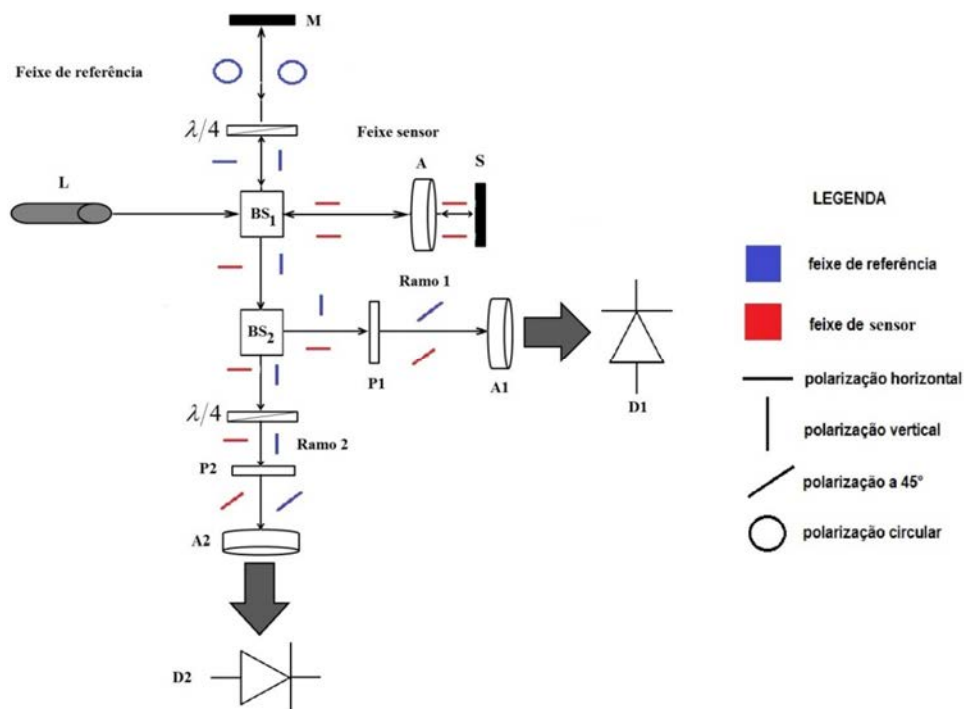 M
Feixe de referência
λ/4
Feixe sensor
A
S
L
BS₁
LEGENDA
feixe de referência
Ramo 1
BS₂
feixe de sensor
P1
A1
D1
polarização horizontal
λ/4
polarização vertical
Ramo 2
P2
polarização a 45°
A2
polarização circular
D2